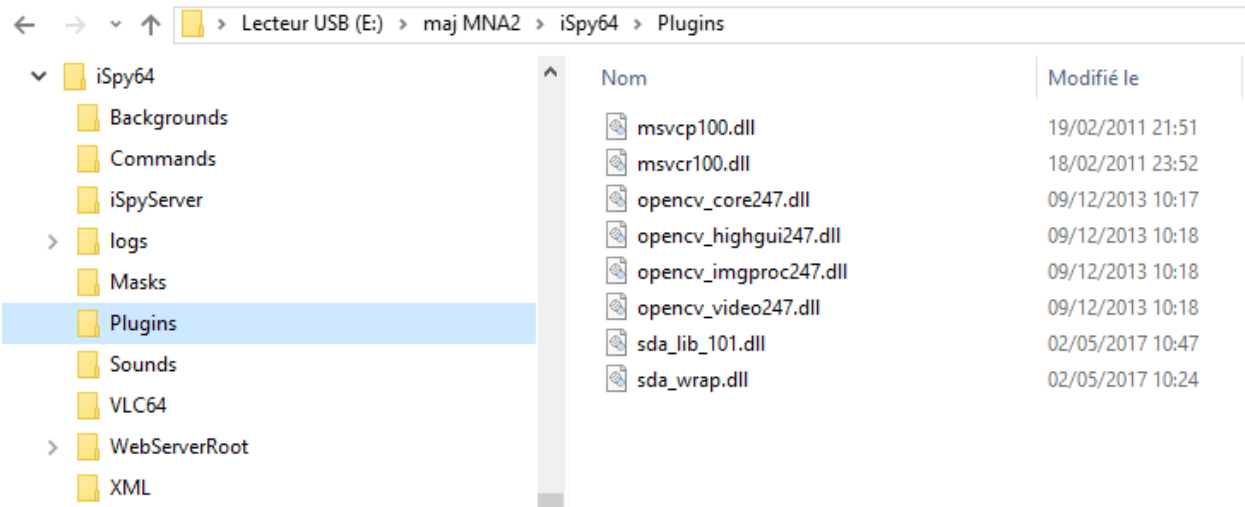 Lecteur USB (E:) > maj MNA2 > iSpy64 > Plugins
iSpy64
Backgrounds
Commands
iSpyServer
logs
Masks
Plugins
Sounds
VLC64
WebServerRoot
XML
Nom Modifié le
msvcp100.dll 19/02/2011 21:51
msvcr100.dll 18/02/2011 23:52
opencv_core247.dll 09/12/2013 10:17
opencv_highgui247.dll 09/12/2013 10:18
opencv_imgproc247.dll 09/12/2013 10:18
opencv_video247.dll 09/12/2013 10:18
sda_lib_101.dll 02/05/2017 10:47
sda_wrap.dll 02/05/2017 10:24